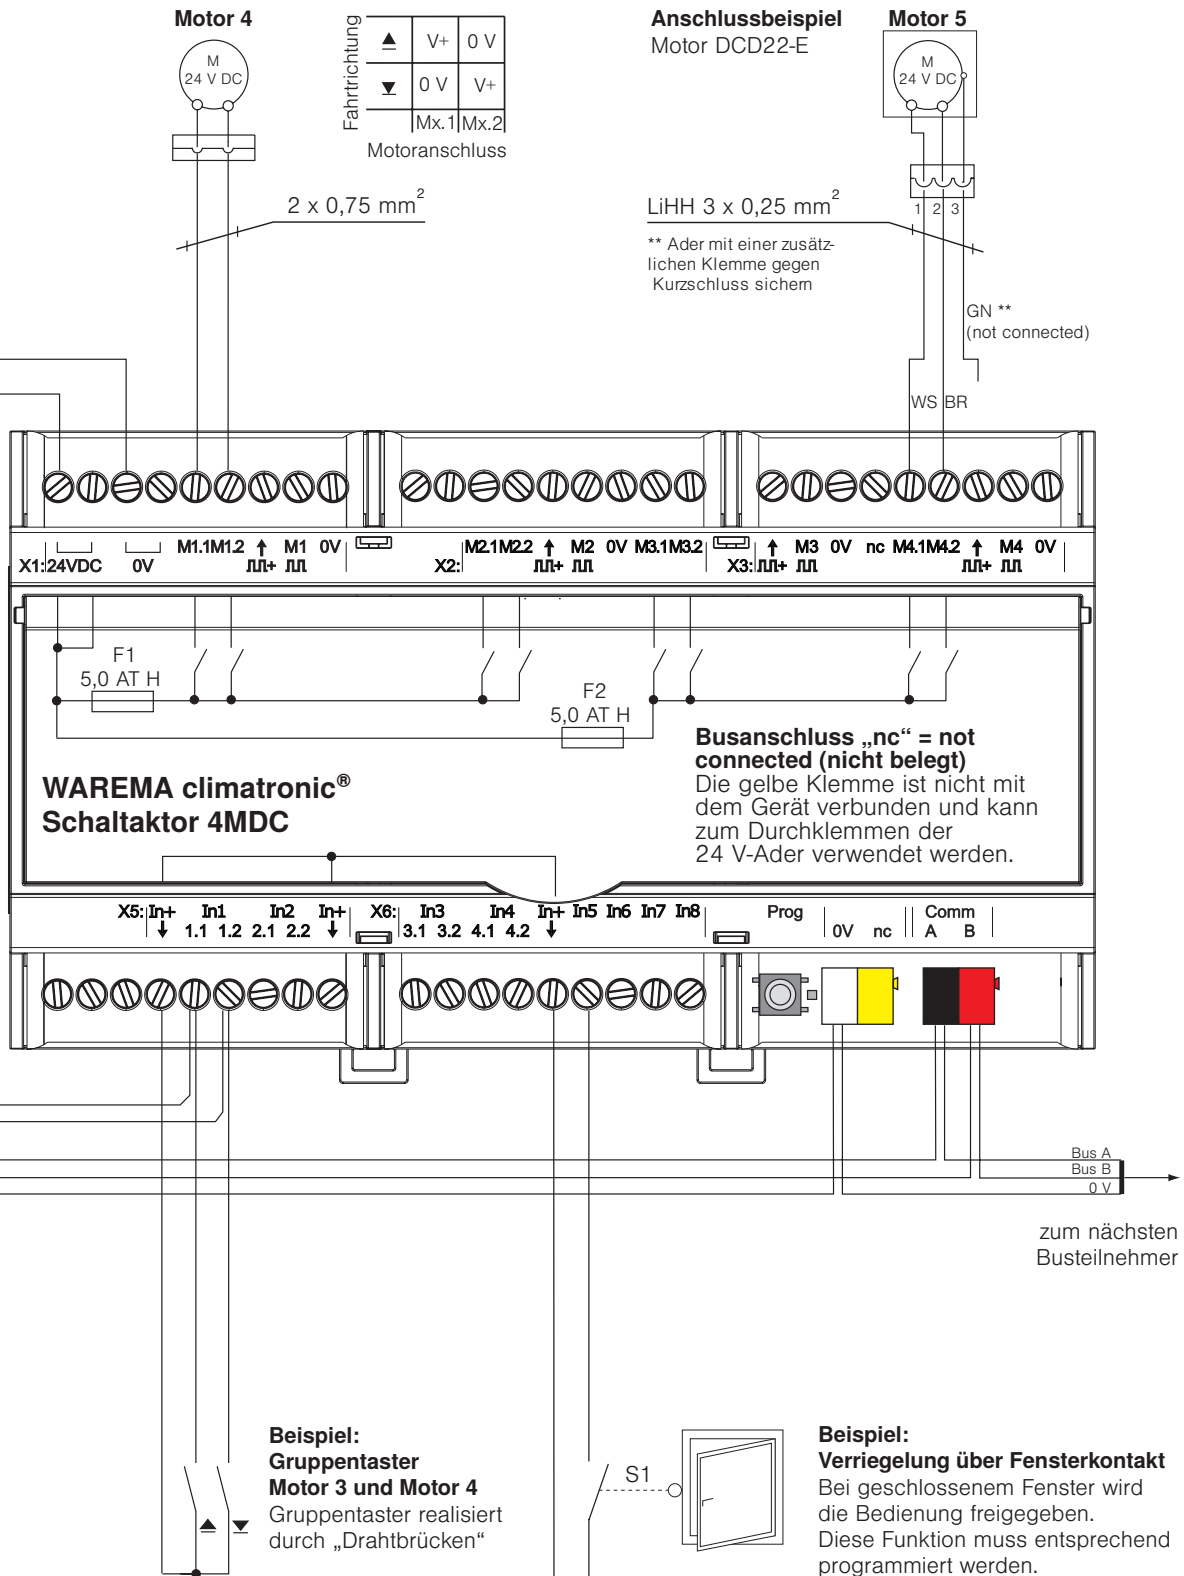 Motor 4
M
24 V DC
Fahrtrichtung
V+ 0 V
0 V V+
Mx.1 Mx.2
Motoranschluss
Anschlussbeispiel
Motor DCD22-E
Motor 5
M
24 V DC
2 x 0,75 mm²
LiHH 3 x 0,25 mm²
1 2 3
** Ader mit einer zusätz-
lichen Klemme gegen
Kurzschluss sichern
GN **
(not connected)
WS BR
X1: 24VDC 0V M1.1 M1.2 + M1 0V
X2: M2.1 M2.2 + M2 0V M3.1 M3.2
X3: + M3 0V nc M4.1 M4.2 + M4 0V
F1
5,0 AT H
F2
5,0 AT H
Busanschluss „nc“ = not
connected (nicht belegt)
Die gelbe Klemme ist nicht mit
dem Gerät verbunden und kann
zum Durchklemmen der
24 V-Ader verwendet werden.
WAREMA climatronic®
Schaltaktor 4MDC
X5: In+ In1 In2 In+
1.1 1.2 2.1 2.2
X6: In3 In4 In+ In5 In6 In7 In8
3.1 3.2 4.1 4.2
Prog
0V nc
Comm
A B
Bus A
Bus B
0 V
zum nächsten
Busteilnehmer
Beispiel:
Gruppentaster
Motor 3 und Motor 4
Gruppentaster realisiert
durch „Drahtbrücken“
S1
Beispiel:
Verriegelung über Fensterkontakt
Bei geschlossenem Fenster wird
die Bedienung freigegeben.
Diese Funktion muss entsprechend
programmiert werden.